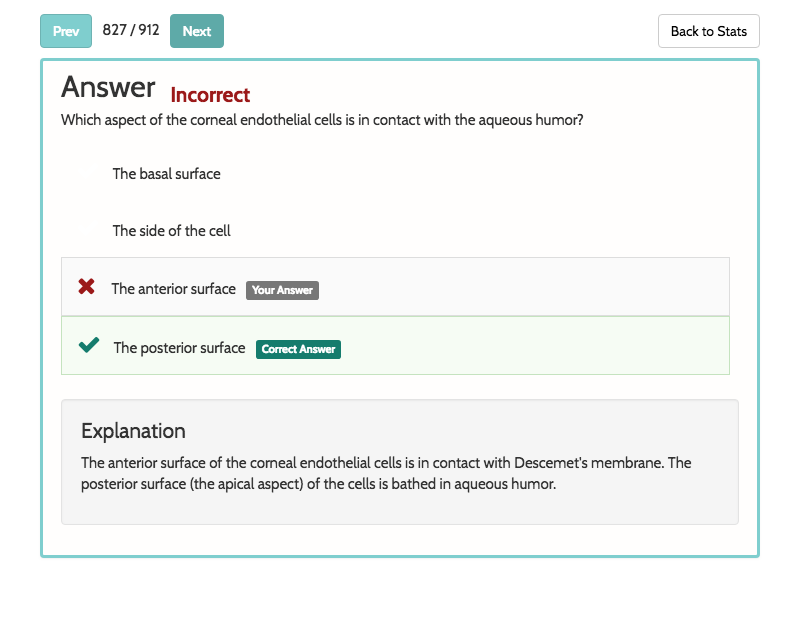 Prev 827 / 912 Next Back to Stats
Answer Incorrect
Which aspect of the corneal endothelial cells is in contact with the aqueous humor?
The basal surface
The side of the cell
The anterior surface Your Answer
The posterior surface Correct Answer
Explanation
The anterior surface of the corneal endothelial cells is in contact with Descemet's membrane. The
posterior surface (the apical aspect) of the cells is bathed in aqueous humor.